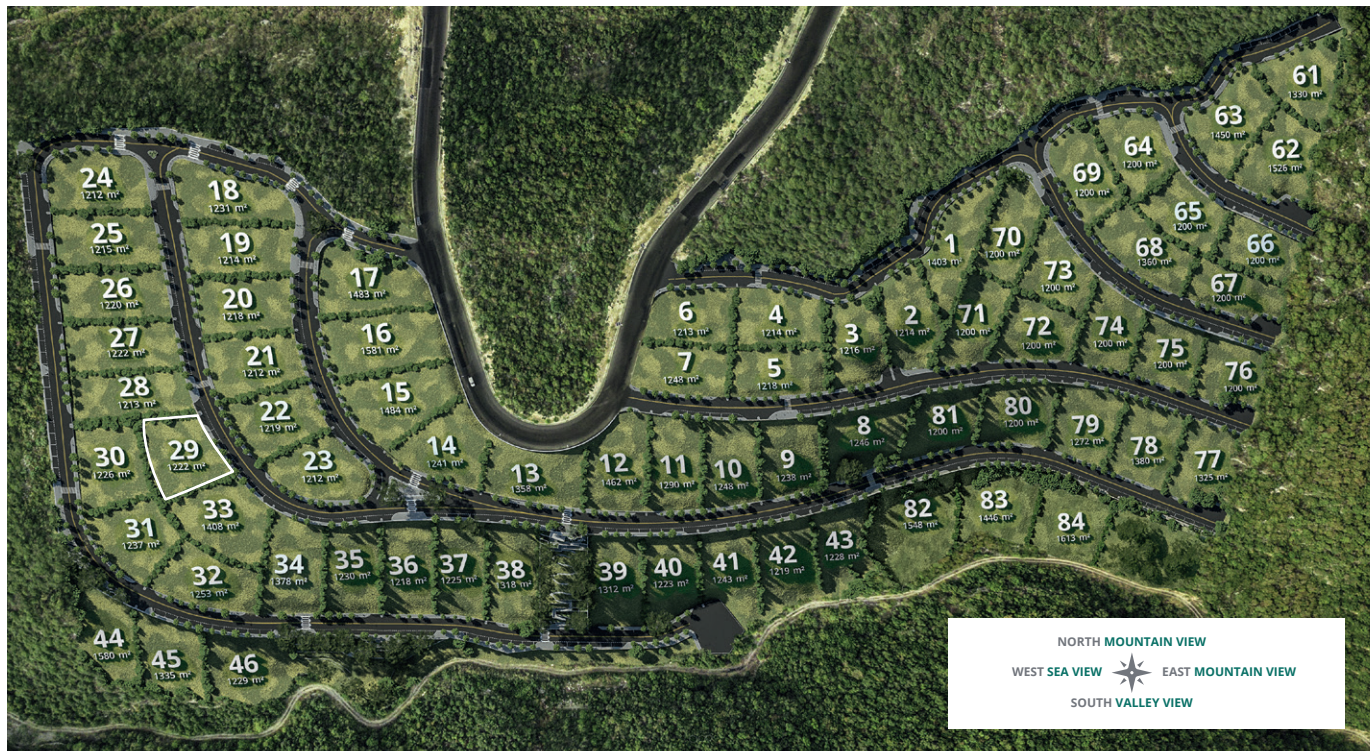 61
1330 m²
63
1450 m²
62
1526 m²
64
1200 m²
69
1200 m²
65
1200 m²
66
1200 m²
68
1360 m²
67
1200 m²
24
1212 m²
18
1231 m²
25
1215 m²
19
1214 m²
17
1483 m²
1
1403 m²
70
1200 m²
73
1200 m²
26
1220 m²
20
1218 m²
6
1213 m²
4
1214 m²
3
1216 m²
2
1214 m²
71
1200 m²
72
1200 m²
74
1200 m²
75
1200 m²
76
1200 m²
27
1222 m²
21
1212 m²
16
1581 m²
7
1248 m²
5
1218 m²
28
1213 m²
22
1219 m²
15
1484 m²
8
1246 m²
81
1200 m²
80
1200 m²
79
1272 m²
78
1380 m²
77
1325 m²
30
1226 m²
29
1222 m²
23
1212 m²
14
1241 m²
13
1358 m²
12
1462 m²
11
1290 m²
10
1248 m²
9
1238 m²
31
1237 m²
33
1408 m²
82
1548 m²
83
1446 m²
84
1613 m²
32
1253 m²
34
1378 m²
35
1230 m²
36
1218 m²
37
1225 m²
38
1318 m²
39
1312 m²
40
1223 m²
41
1243 m²
42
1219 m²
43
1228 m²
44
1580 m²
45
1335 m²
46
1229 m²
NORTH MOUNTAIN VIEW
WEST SEA VIEW EAST MOUNTAIN VIEW
SOUTH VALLEY VIEW